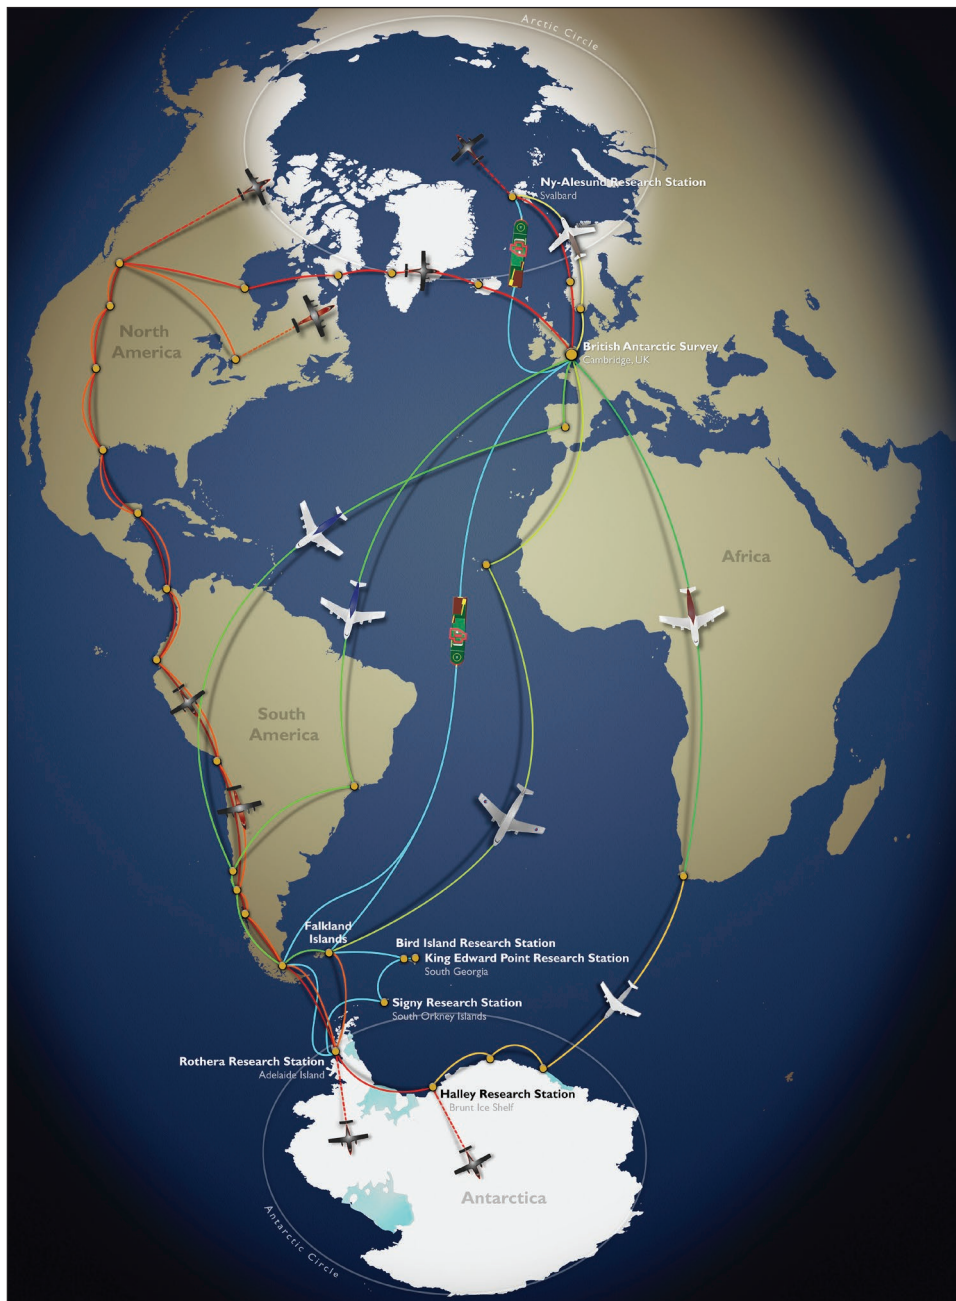 Arctic Circle
Ny-Alesund Research Station
Svalbard
North
America
British Antarctic Survey
Cambridge, UK
Africa
South
America
Falkland
Islands
Bird Island Research Station
King Edward Point Research Station
South Georgia
Signy Research Station
South Orkney Islands
Rothera Research Station
Adelaide Island
Halley Research Station
Brunt Ice Shelf
Antarctica
Antarctic Circle